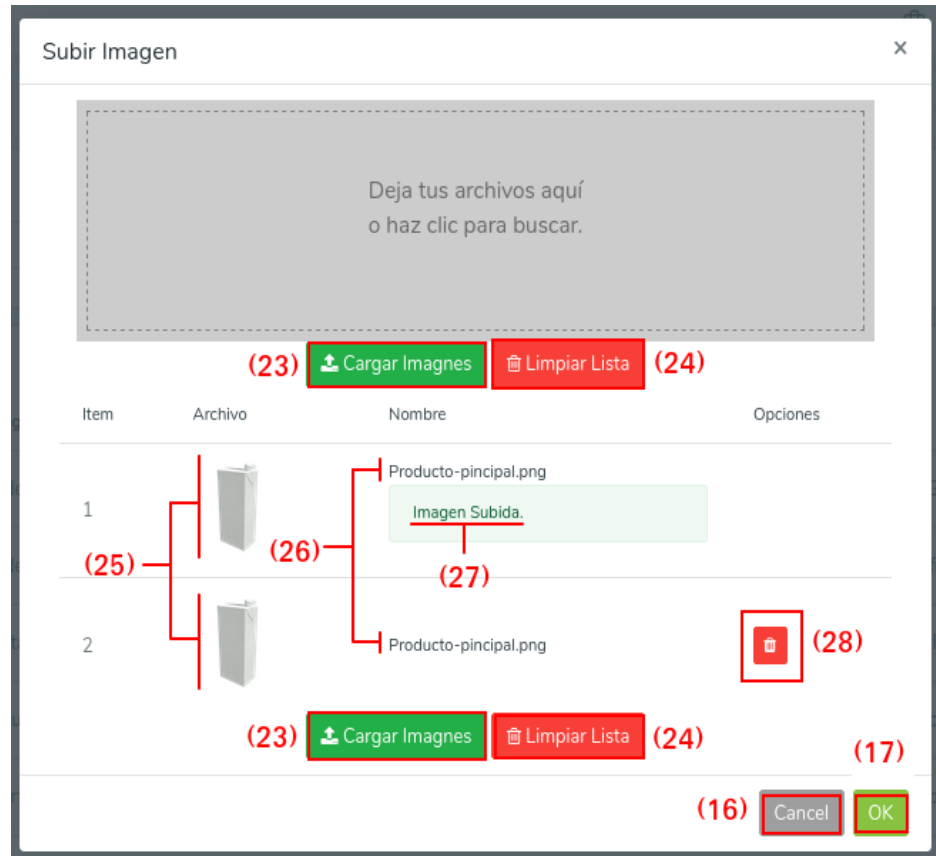 Subir Imagen ×
Deja tus archivos aquí
o haz clic para buscar.
(23) Cargar Imagnes Limpiar Lista (24)
Item Archivo Nombre Opciones
Producto-pincipal.png
1 Imagen Subida.
(25) (26) (27)
2 Producto-pincipal.png (28)
(23) Cargar Imagnes Limpiar Lista (24)
(17)
(16) Cancel OK